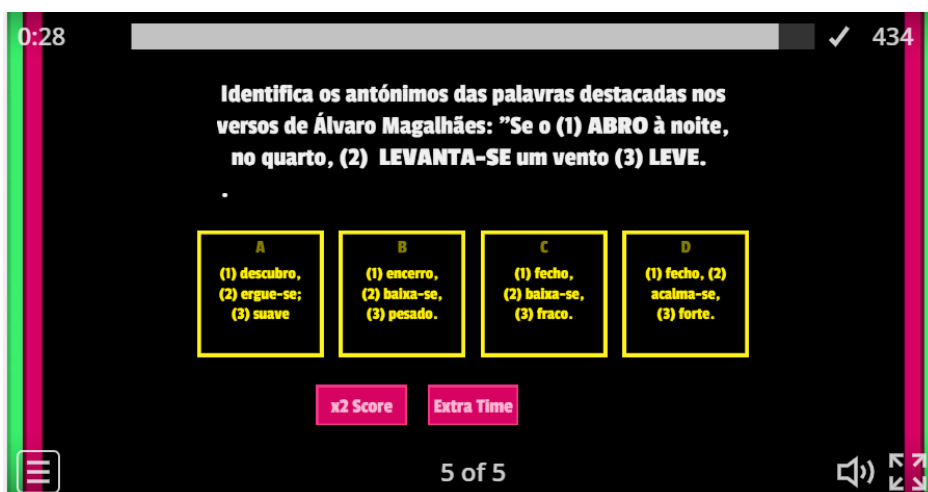 0:28
✓ 434
Identifica os antónimos das palavras destacadas nos
versos de Álvaro Magalhães: ”Se o (1) ABRO à noite,
no quarto, (2) LEVANTA-SE um vento (3) LEVE.
.
A
(1) descubro,
(2) ergue-se;
(3) suave
B
(1) encerro,
(2) baixa-se,
(3) pesado.
C
(1) fecho,
(2) baixa-se,
(3) fraco.
D
(1) fecho, (2)
acalma-se,
(3) forte.
x2 Score
Extra Time
5 of 5